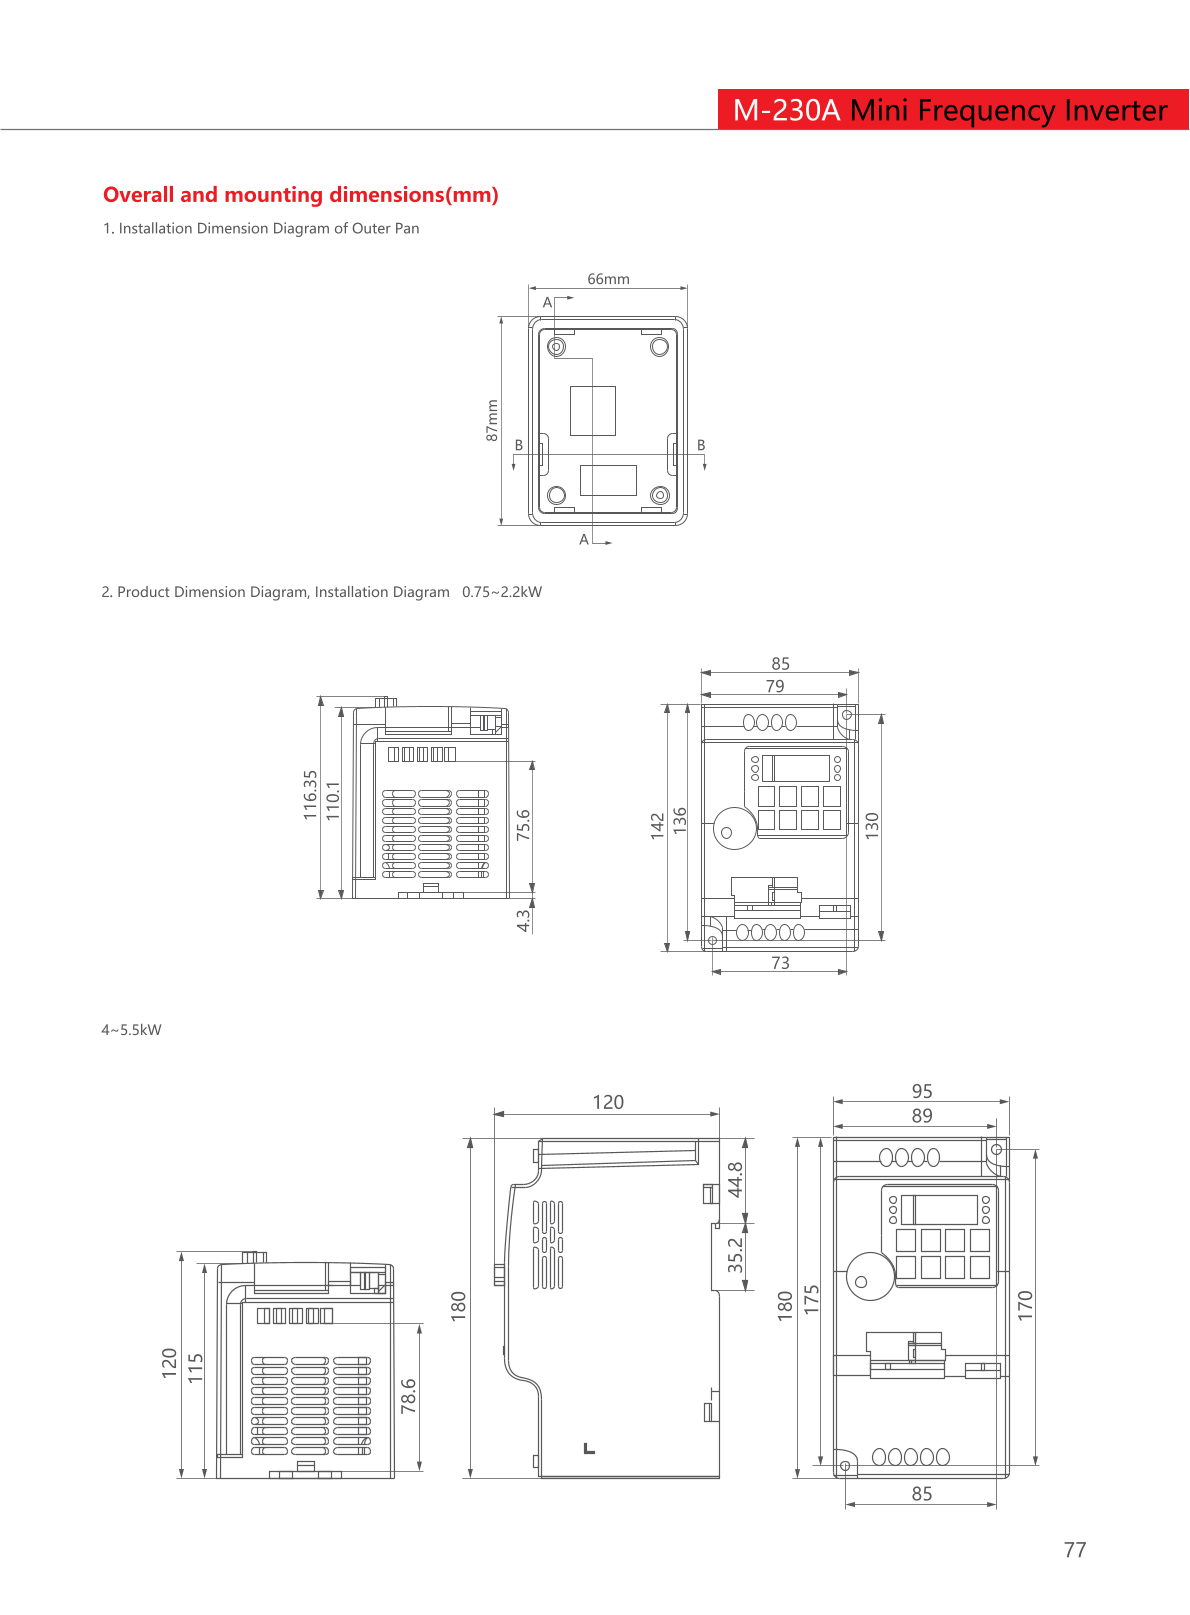 M-230A Mini Frequency Inverter
Overall and mounting dimensions(mm)
1. Installation Dimension Diagram of Outer Pan
66mm
A
87mm
B
B
A
2. Product Dimension Diagram, Installation Diagram   0.75~2.2kW
116.35
110.1
75.6
4.3
85
79
142
136
130
73
4~5.5kW
120
115
78.6
120
180
44.8
35.2
95
89
180
175
170
85
77